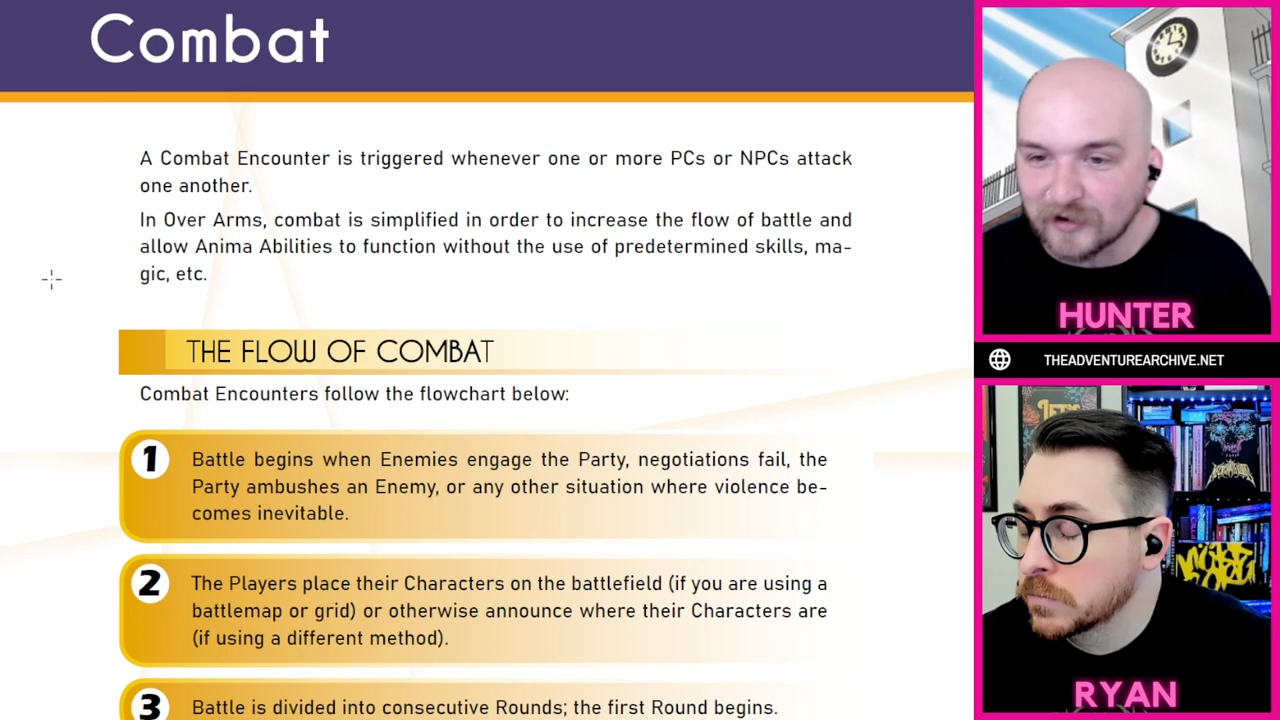 Combat
A Combat Encounter is triggered whenever one or more PCs or NPCs attack
one another.
In Over Arms, combat is simplified in order to increase the flow of battle and
allow Anima Abilities to function without the use of predetermined skills, ma-
gic, etc.
THE FLOW OF COMBAT
Combat Encounters follow the flowchart below:
1 Battle begins when Enemies engage the Party, negotiations fail, the
Party ambushes an Enemy, or any other situation where violence be-
comes inevitable.
2 The Players place their Characters on the battlefield (if you are using a
battlemap or grid) or otherwise announce where their Characters are
(if using a different method).
3 Battle is divided into consecutive Rounds; the first Round begins.
HUNTER
THEADVENTUREARCHIVE.NET
RYAN